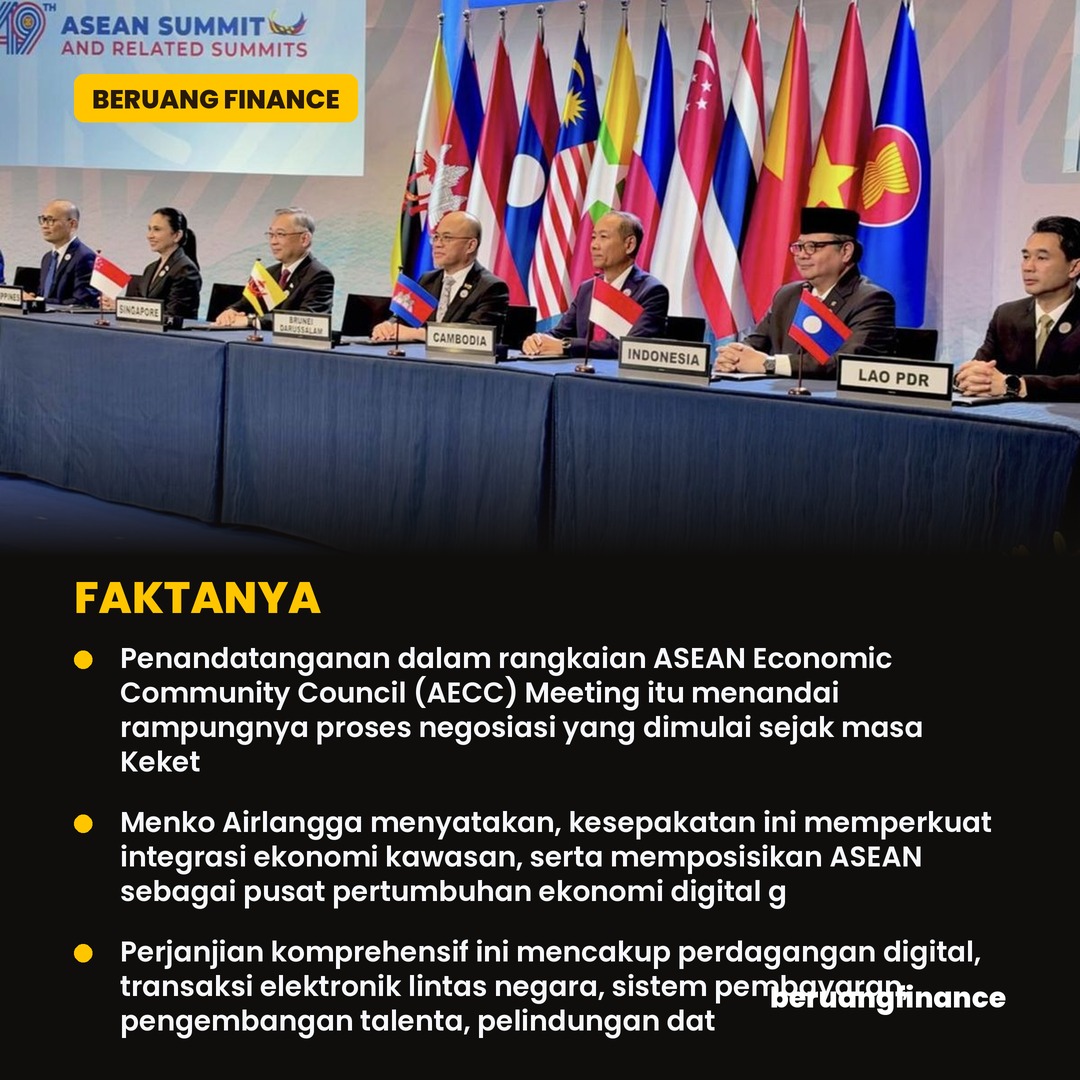 49TH ASEAN SUMMIT
AND RELATED SUMMITS
BERUANG FINANCE
SINGAPORE
BRUNEI
DARUSSALAM
CAMBODIA
INDONESIA
LAO PDR
FAKTANYA
Penandatanganan dalam rangkaian ASEAN Economic
Community Council (AECC) Meeting itu menandai
rampungnya proses negosiasi yang dimulai sejak masa
Keket
Menko Airlangga menyatakan, kesepakatan ini memperkuat
integrasi ekonomi kawasan, serta memposisikan ASEAN
sebagai pusat pertumbuhan ekonomi digital g
Perjanjian komprehensif ini mencakup perdagangan digital,
transaksi elektronik lintas negara, sistem pembayaran,
beruangfinance
pengembangan talenta, pelindungan dat